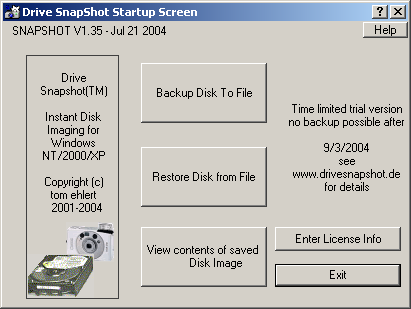 Drive SnapShot Startup Screen
SNAPSHOT V1.35 - Jul 21 2004
Help
Drive
Snapshot(TM)
Instant Disk
Imaging for
Windows
NT/2000/XP
Copyright (c)
tom ehlert
2001-2004
Backup Disk To File
Restore Disk from File
View contents of saved
Disk Image
Time limited trial version
no backup possible after
9/3/2004
see
www.drivesnapshot.de
for details
Enter License Info
Exit